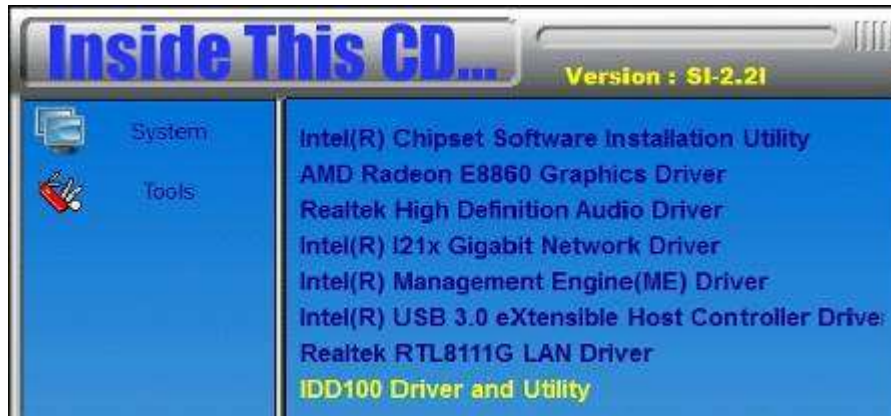 Inside This CD...
Version : SI-2.2I
System
Tools
Intel(R) Chipset Software Installation Utility
AMD Radeon E8860 Graphics Driver
Realtek High Definition Audio Driver
Intel(R) I21x Gigabit Network Driver
Intel(R) Management Engine(ME) Driver
Intel(R) USB 3.0 eXtensible Host Controller Drive
Realtek RTL8111G LAN Driver
IDD100 Driver and Utility